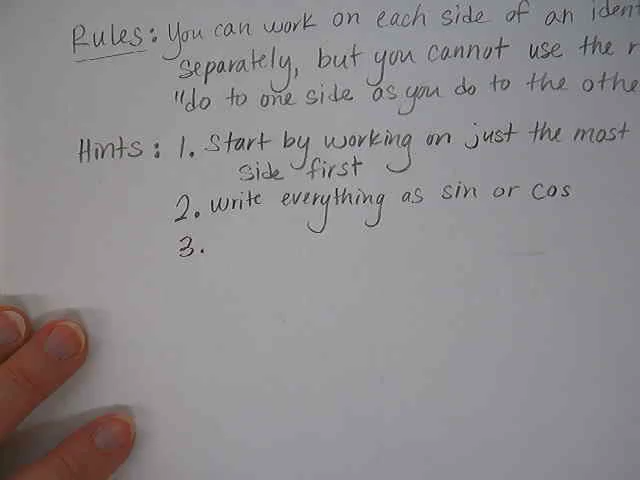 Rules: You can work on each side of an iden
separately, but you cannot use the r
"do to one side as you do to the othe
Hints: 1. Start by working on just the most
side first
2. write everything as sin or cos
3.